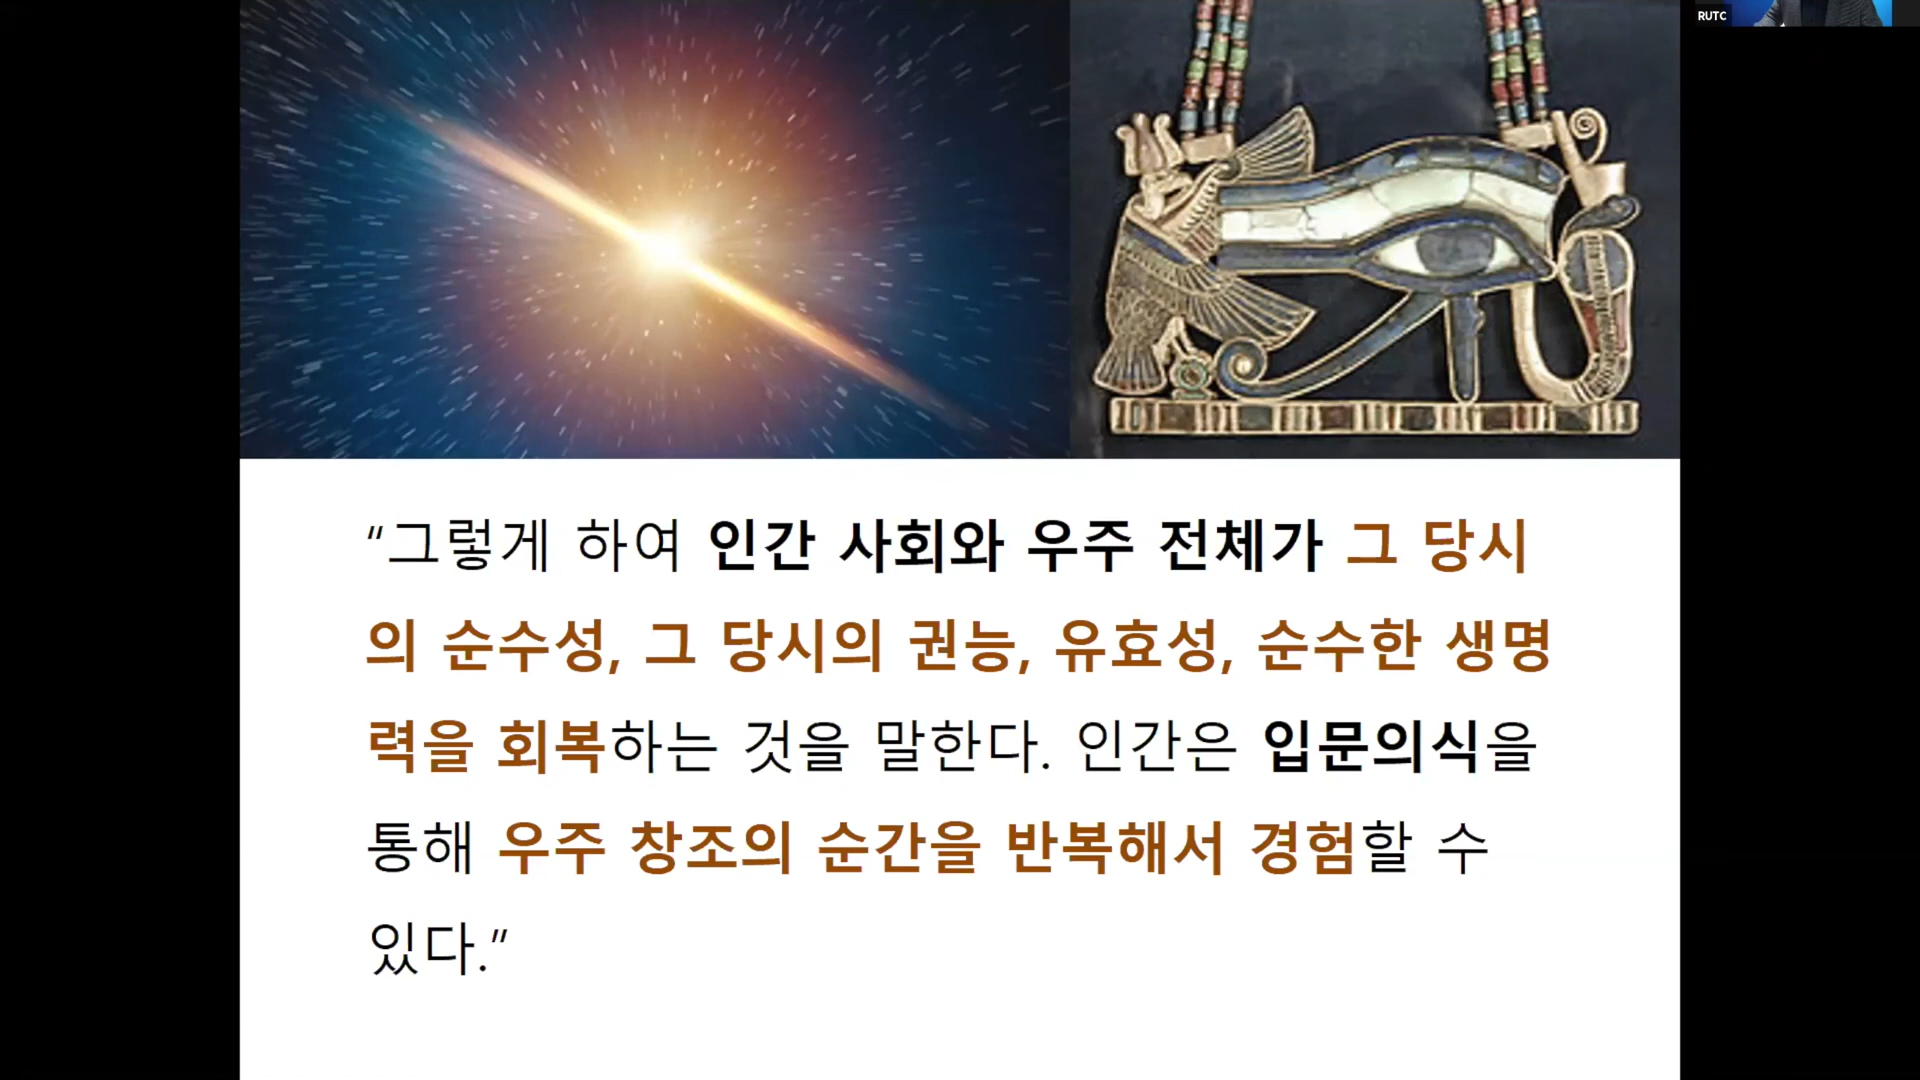 RUTC
“그렇게 하여 인간 사회와 우주 전체가 그 당시
의 순수성, 그 당시의 권능, 유효성, 순수한 생명
력을 회복하는 것을 말한다. 인간은 입문의식을
통해 우주 창조의 순간을 반복해서 경험할 수
있다.”